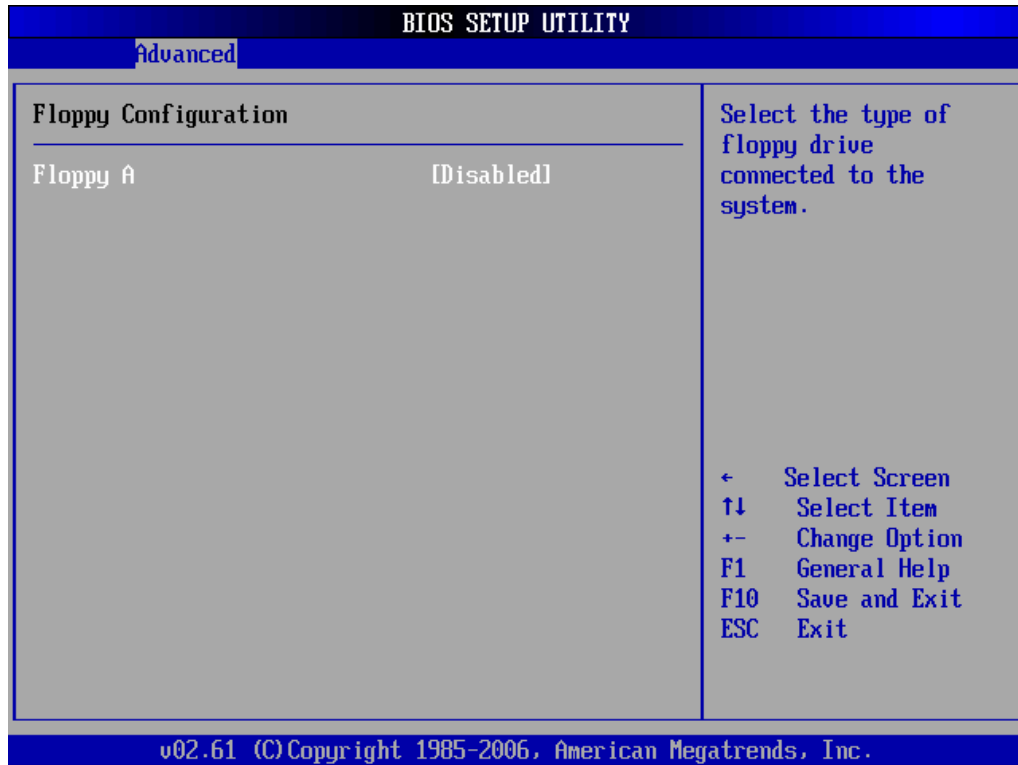 BIOS SETUP UTILITY
Advanced
Floppy Configuration
Floppy A [Disabled]
Select the type of
floppy drive
connected to the
system.
← Select Screen
↑↓ Select Item
+- Change Option
F1 General Help
F10 Save and Exit
ESC Exit
v02.61 (C)Copyright 1985-2006, American Megatrends, Inc.